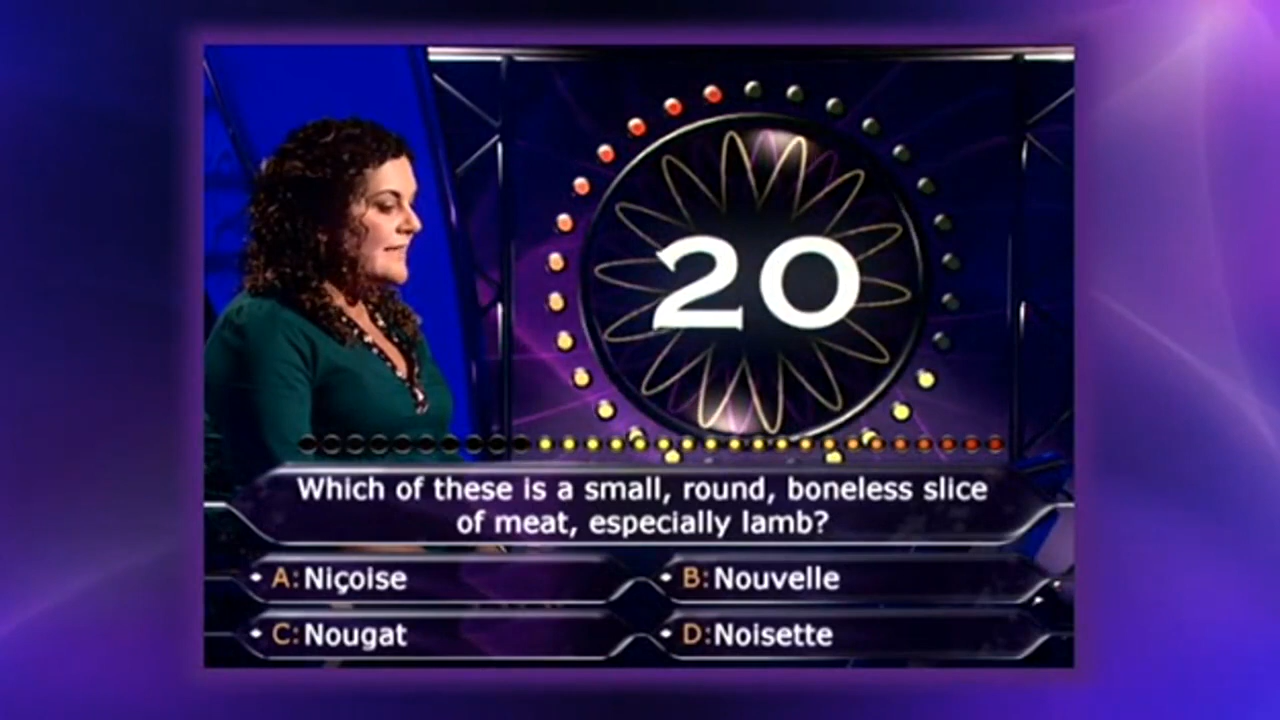 20
Which of these is a small, round, boneless slice
of meat, especially lamb?
A: Niçoise
B: Nouvelle
C: Nougat
D: Noisette